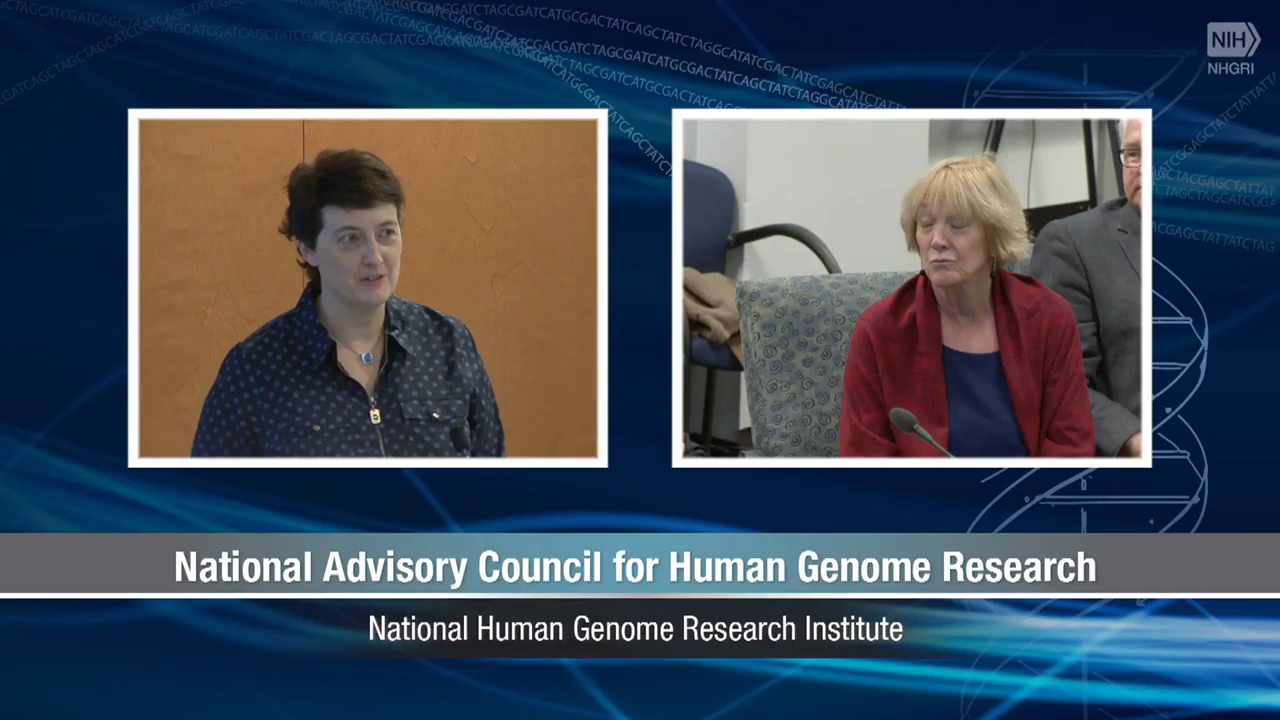 NIH
NHGRI
National Advisory Council for Human Genome Research
National Human Genome Research Institute